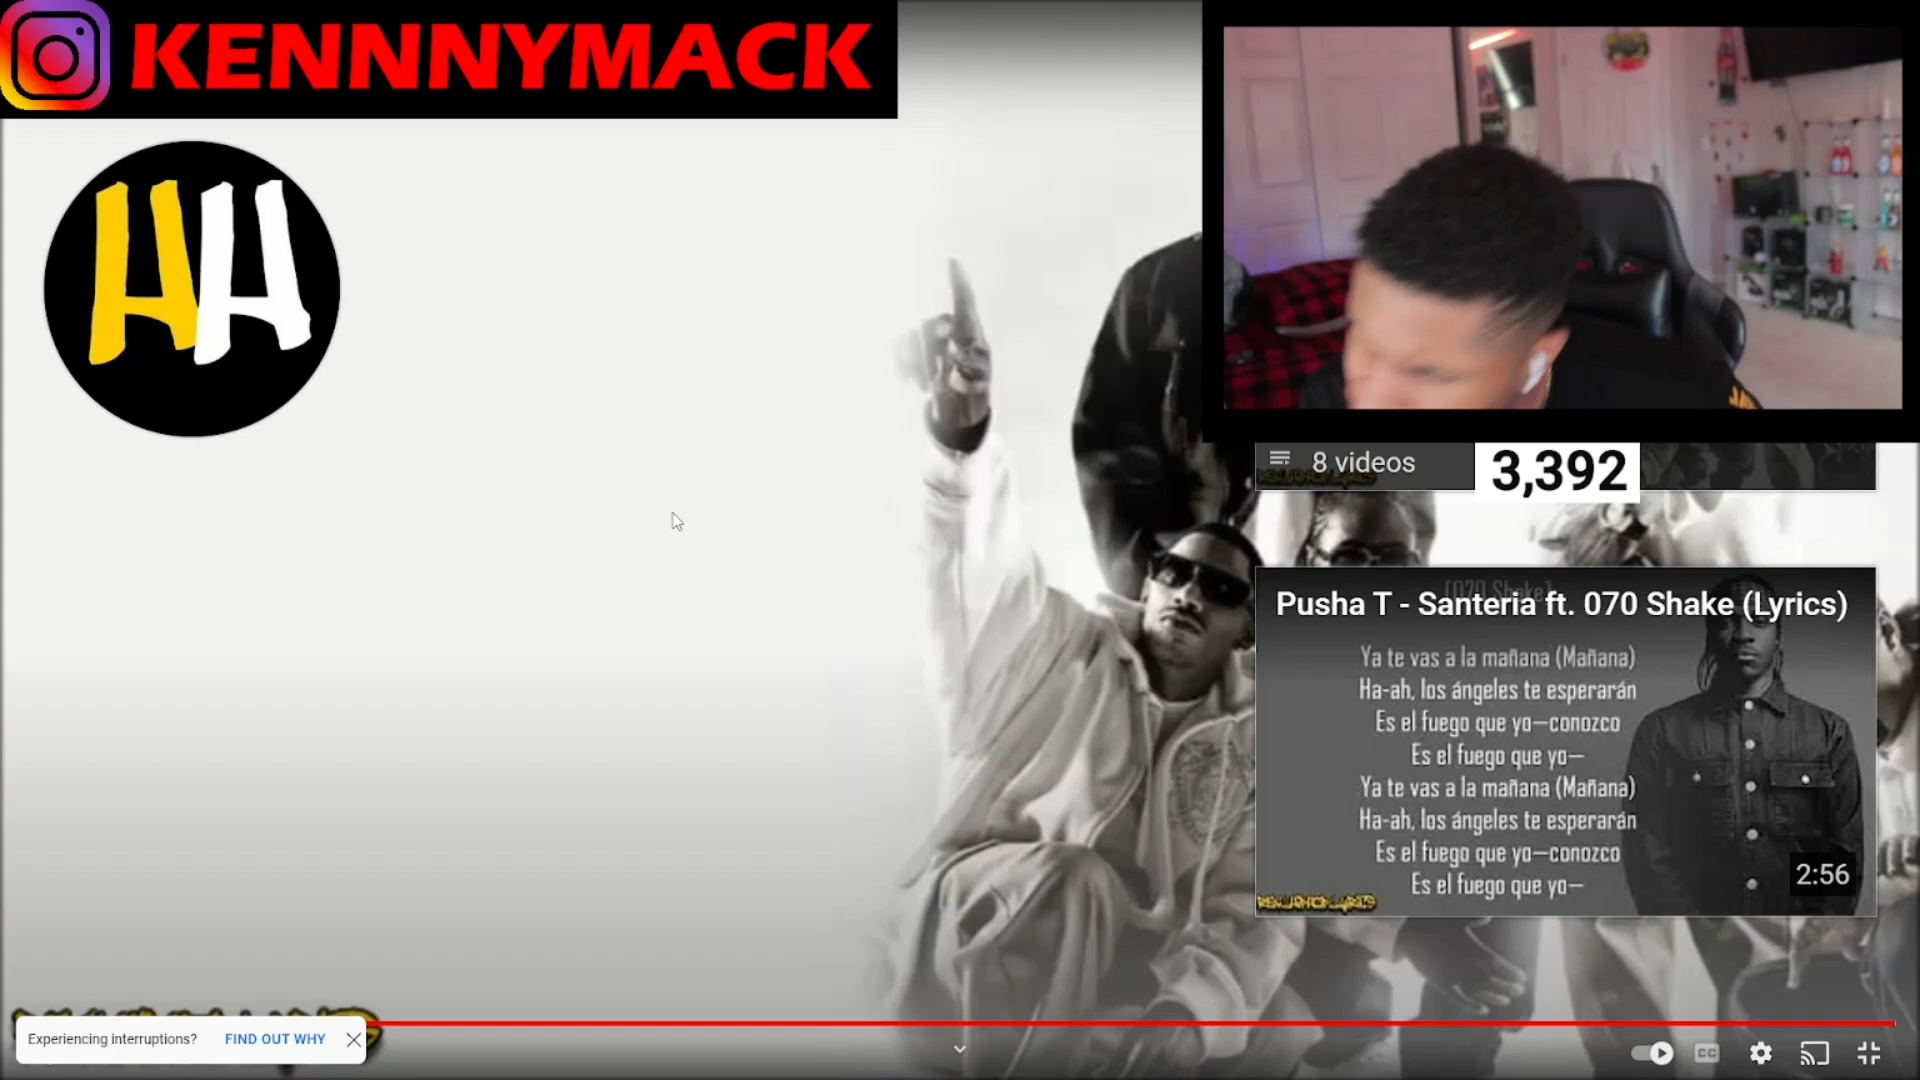 KENNNYMACK
HH
8 videos
3,392
Pusha T - Santeria ft. 070 Shake (Lyrics)
[070 Shake]
Ya te vas a la mañana (Mañana)
Ha-ah, los ángeles te esperarán
Es el fuego que yo—conozco
Es el fuego que yo—
Ya te vas a la mañana (Mañana)
Ha-ah, los ángeles te esperarán
Es el fuego que yo—conozco
Es el fuego que yo—
2:56
Experiencing interruptions? FIND OUT WHY
CC